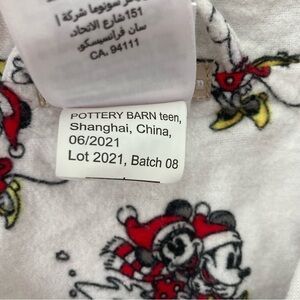 سونوما شركة
151 شارع الاتحاد
سان فرانسيسكو,
CA. 94111
POTTERY BARN teen,
Shanghai, China,
06/2021
Lot 2021, Batch 08